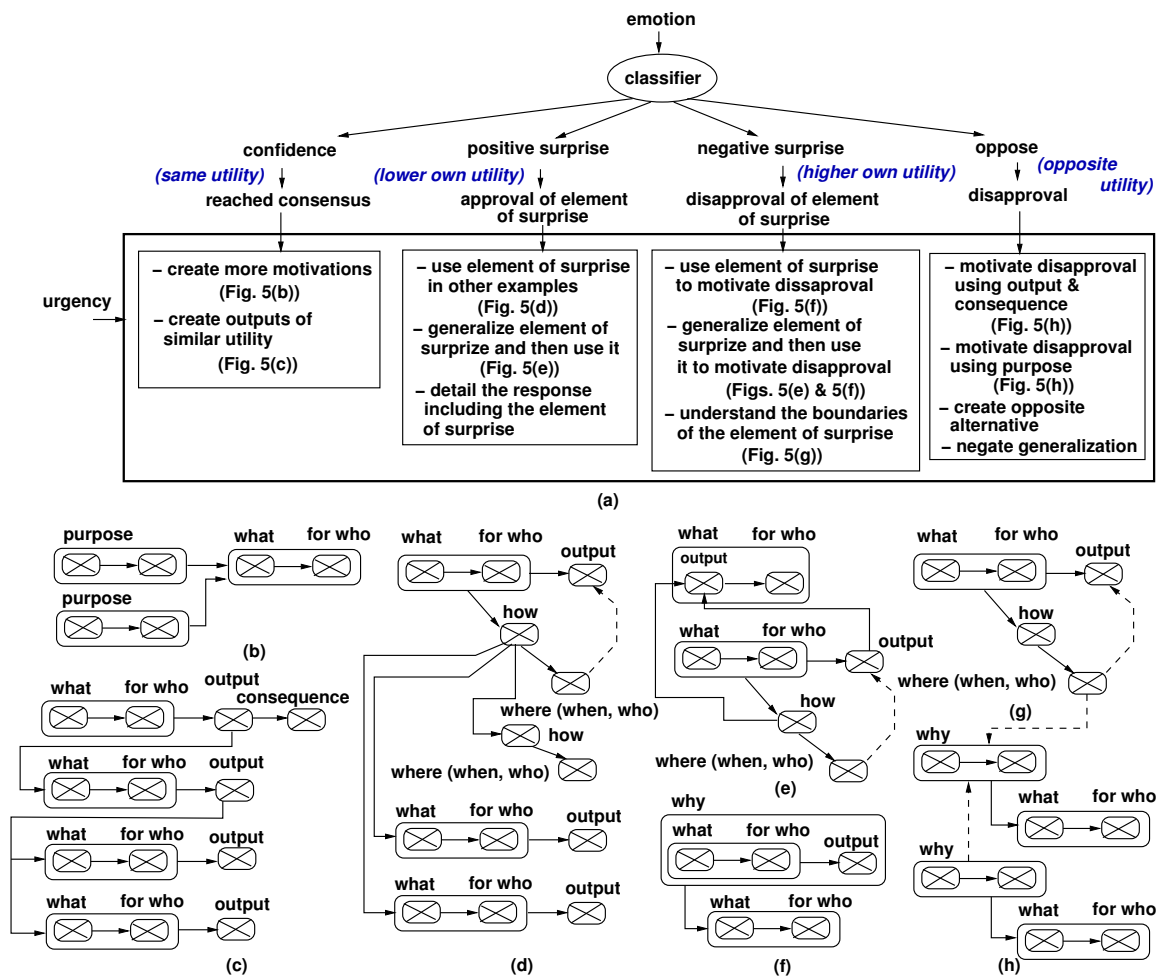 emotion
classifier
confidence
positive surprise
negative surprise
oppose
(same utility)
(lower own utility)
(higher own utility)
(opposite
utility)
reached consensus
approval of element
of surprise
disapproval of element
of surprise
disapproval
urgency
– create more motivations
(Fig. 5(b))
– create outputs of
similar utility
(Fig. 5(c))
– use element of surprise
in other examples
(Fig. 5(d))
– generalize element of
surprize and then use it
(Fig. 5(e))
– detail the response
including the element
of surprise
– use element of surprise
to motivate dissaproval
(Fig. 5(f))
– generalize element of
surprize and then use
it to motivate disapproval
(Figs. 5(e) & 5(f))
– understand the boundaries
of the element of surprise
(Fig. 5(g))
– motivate disapproval
using output &
consequence
(Fig. 5(h))
– motivate disapproval
using purpose
(Fig. 5(h))
– create opposite
alternative
– negate generalization
(a)
purpose
what for who
purpose
(b)
what for who output consequence
what for who output
what for who output
what for who output
(c)
what for who output
how
where (when, who)
how
where (when, who)
what for who output
what for who output
(d)
what for who
output
what for who
output
how
where (when, who)
(e)
why
what for who output
what for who
(f)
what for who output
how
where (when, who)
(g)
why
what for who
why
what for who
(h)